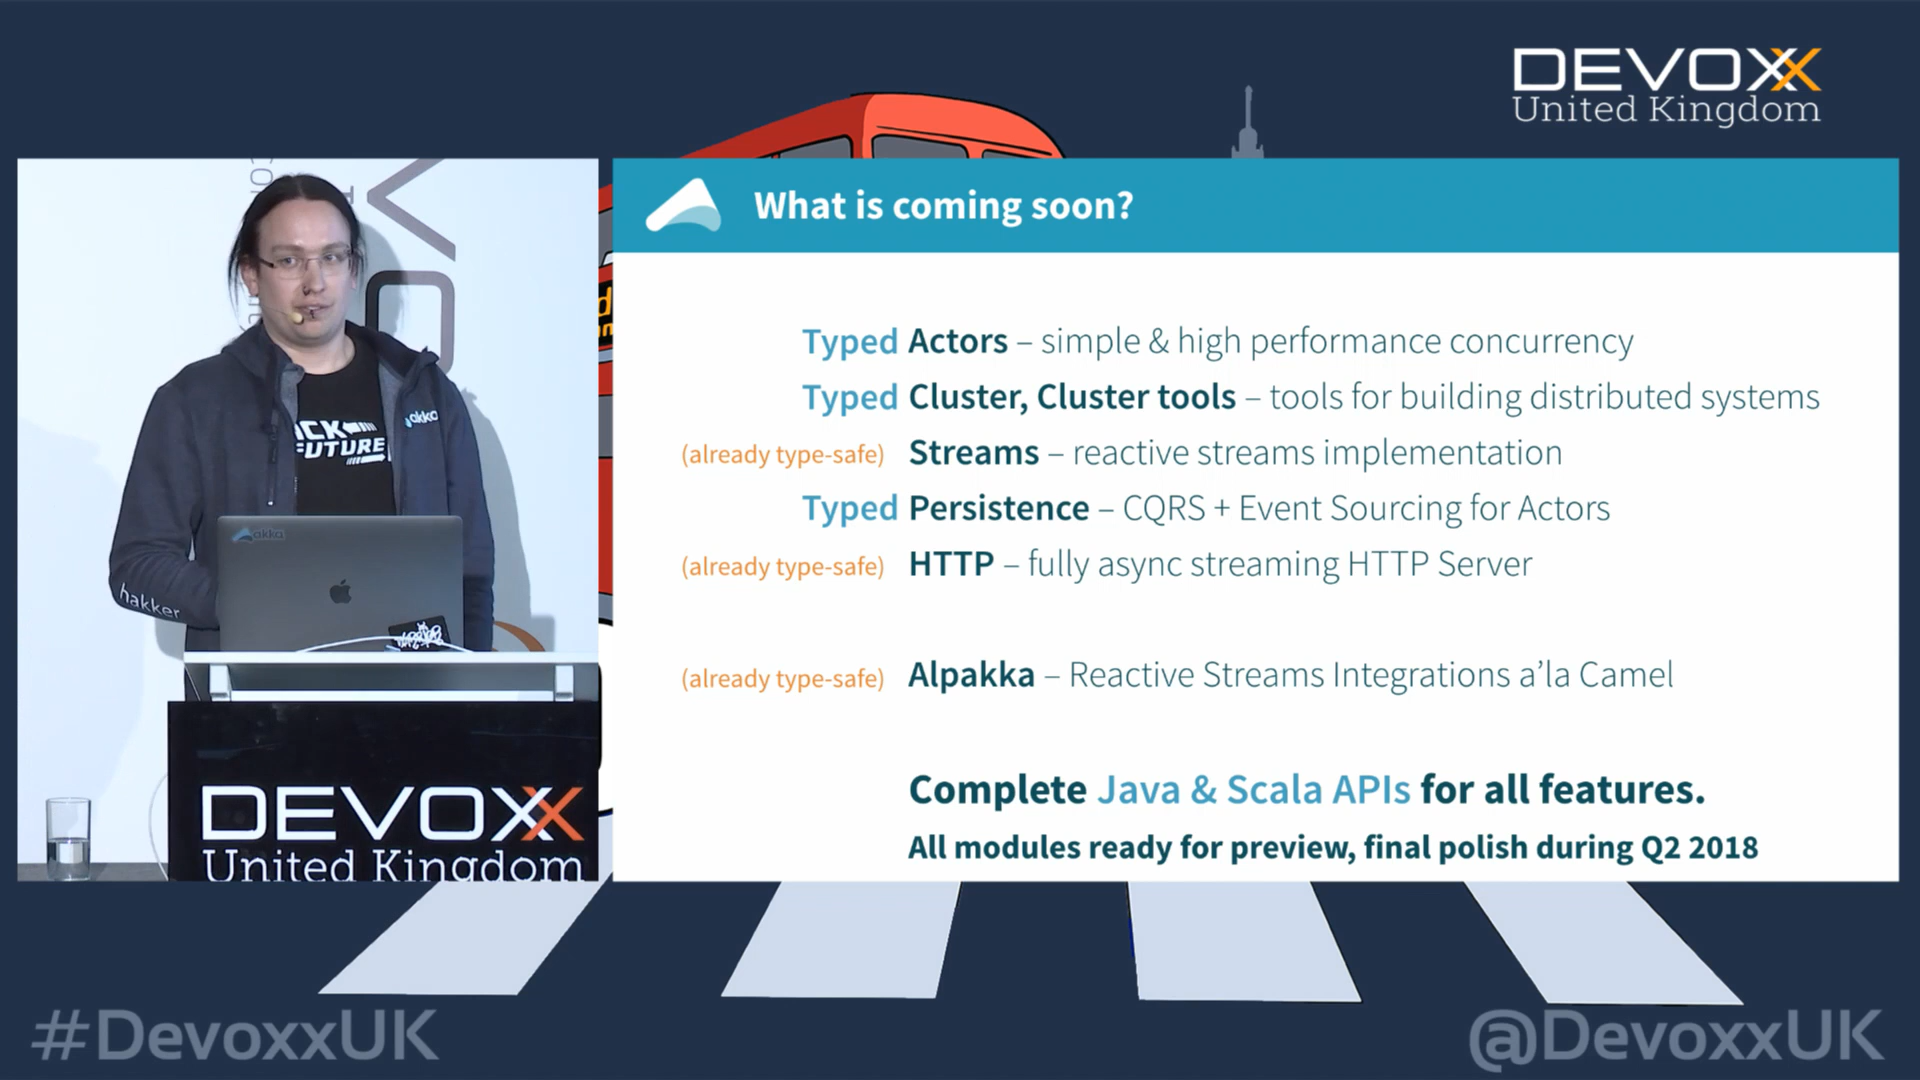 DEVOXX
United Kingdom
What is coming soon?
Typed Actors – simple & high performance concurrency
Typed Cluster, Cluster tools – tools for building distributed systems
(already type-safe) Streams – reactive streams implementation
Typed Persistence – CQRS + Event Sourcing for Actors
(already type-safe) HTTP – fully async streaming HTTP Server
(already type-safe) Alpakka – Reactive Streams Integrations a'la Camel
Complete Java & Scala APIs for all features.
All modules ready for preview, final polish during Q2 2018
akka
akka
hakker
DEVOXX
United Kingdom
#DevoxxUK
@DevoxxUK